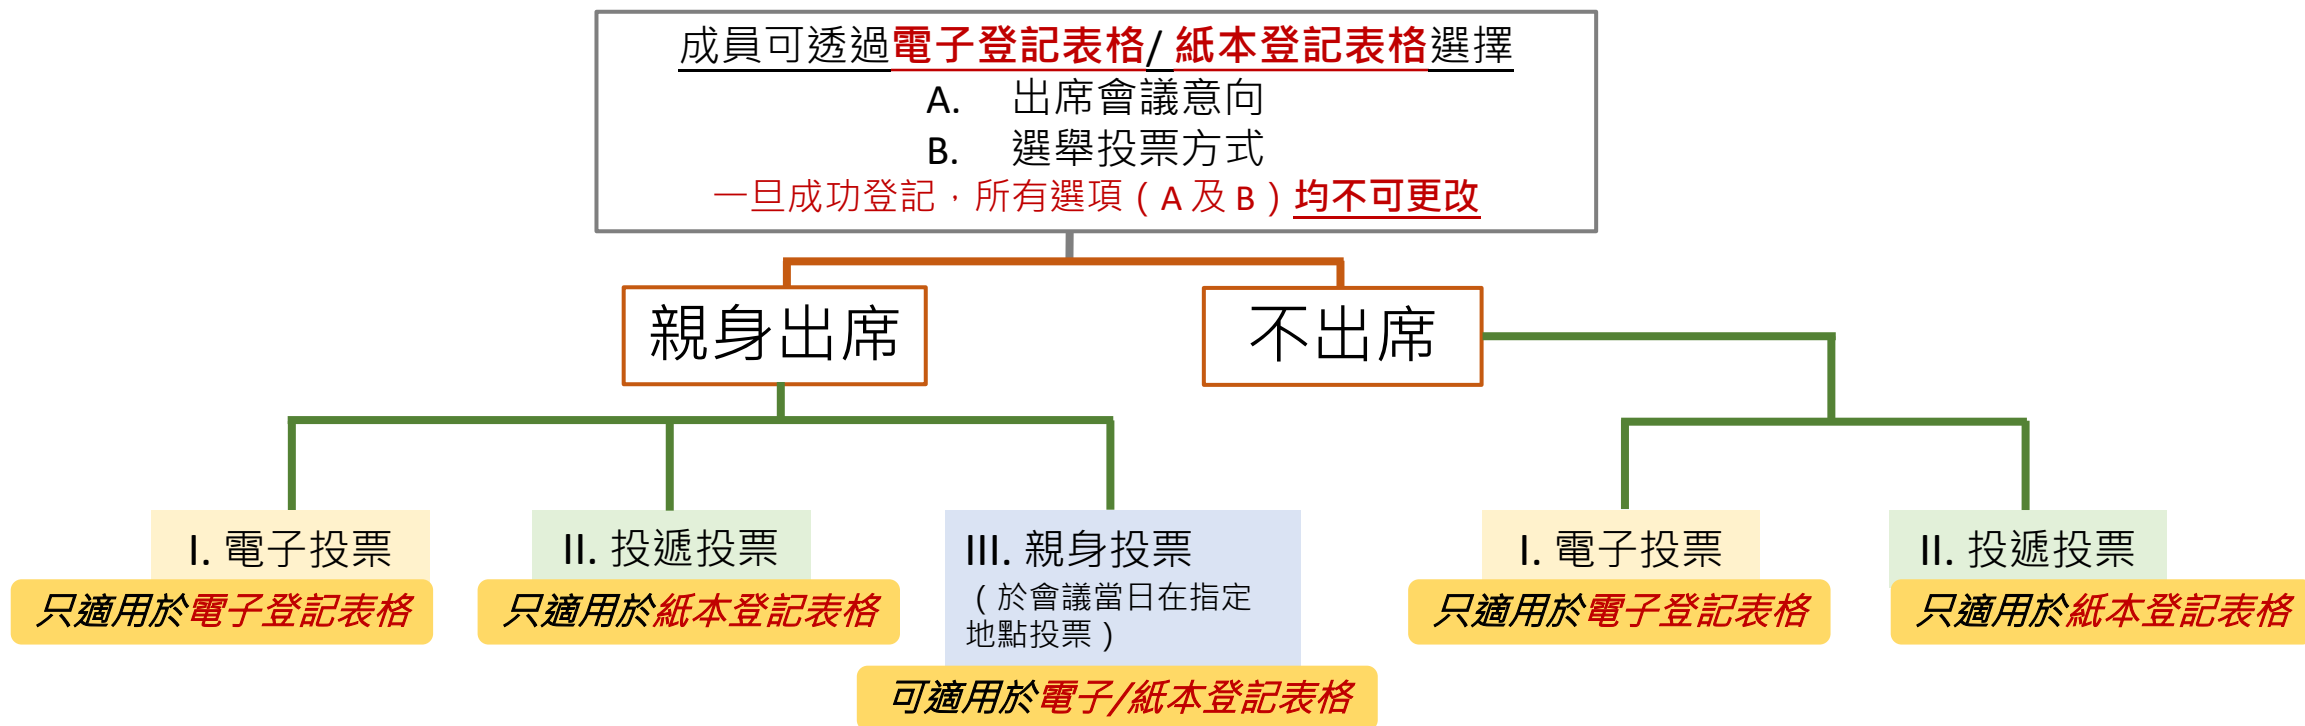 成員可透過電子登記表格/ 紙本登記表格選擇
A. 出席會議意向
B. 選舉投票方式
一旦成功登記，所有選項（A 及 B）均不可更改
親身出席
不出席
I. 電子投票
只適用於電子登記表格
II. 投遞投票
只適用於紙本登記表格
III. 親身投票
（於會議當日在指定
地點投票）
可適用於電子/紙本登記表格
I. 電子投票
只適用於電子登記表格
II. 投遞投票
只適用於紙本登記表格